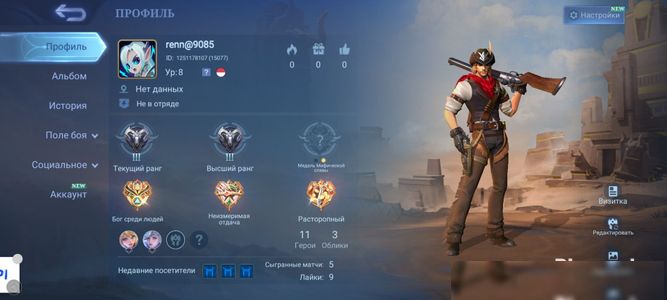 ПРОФИЛЬ
NEW
Настройки
Профиль
Альбом
История
Поле боя
Социальное
NEW
Аккаунт
renn@9085
ID: 1251178107 (15077)
Ур:8
?
0
0
0
Нет данных
Не в отряде
III
Текущий ранг
III
Высший ранг
Медаль Мифической славы
Бог среди людей
Неизмеримая
отдача
Расторопный
?
11
Герои
3
Облики
Недавние посетители
Сыгранные матчи: 5
Лайки: 9
Визитка
Редактировать